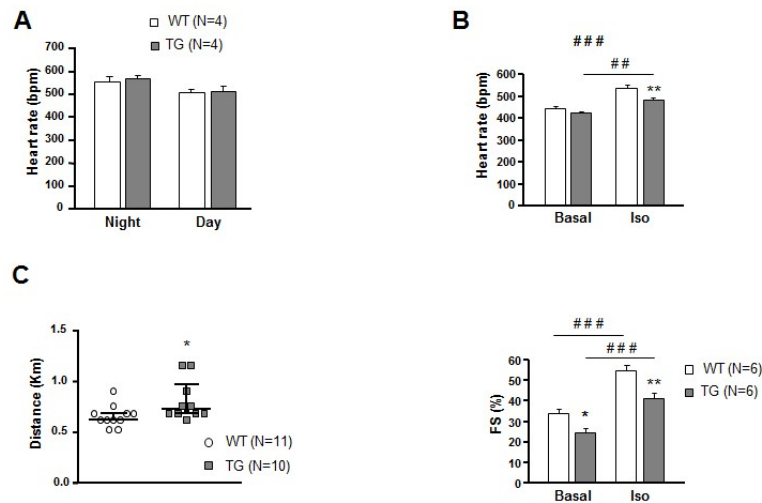 A
WT (N=4)
TG (N=4)
Heart rate (bpm)
700
600
500
400
300
200
100
0
Night Day
B
###
##
**
Heart rate (bpm)
600
500
400
300
200
100
0
Basal Iso
C
*
Distance (Km)
1.5
1.0
0.5
0.0
WT (N=11)
TG (N=10)
###
###
*
**
FS (%)
60
50
40
30
20
10
0
Basal Iso
WT (N=6)
TG (N=6)